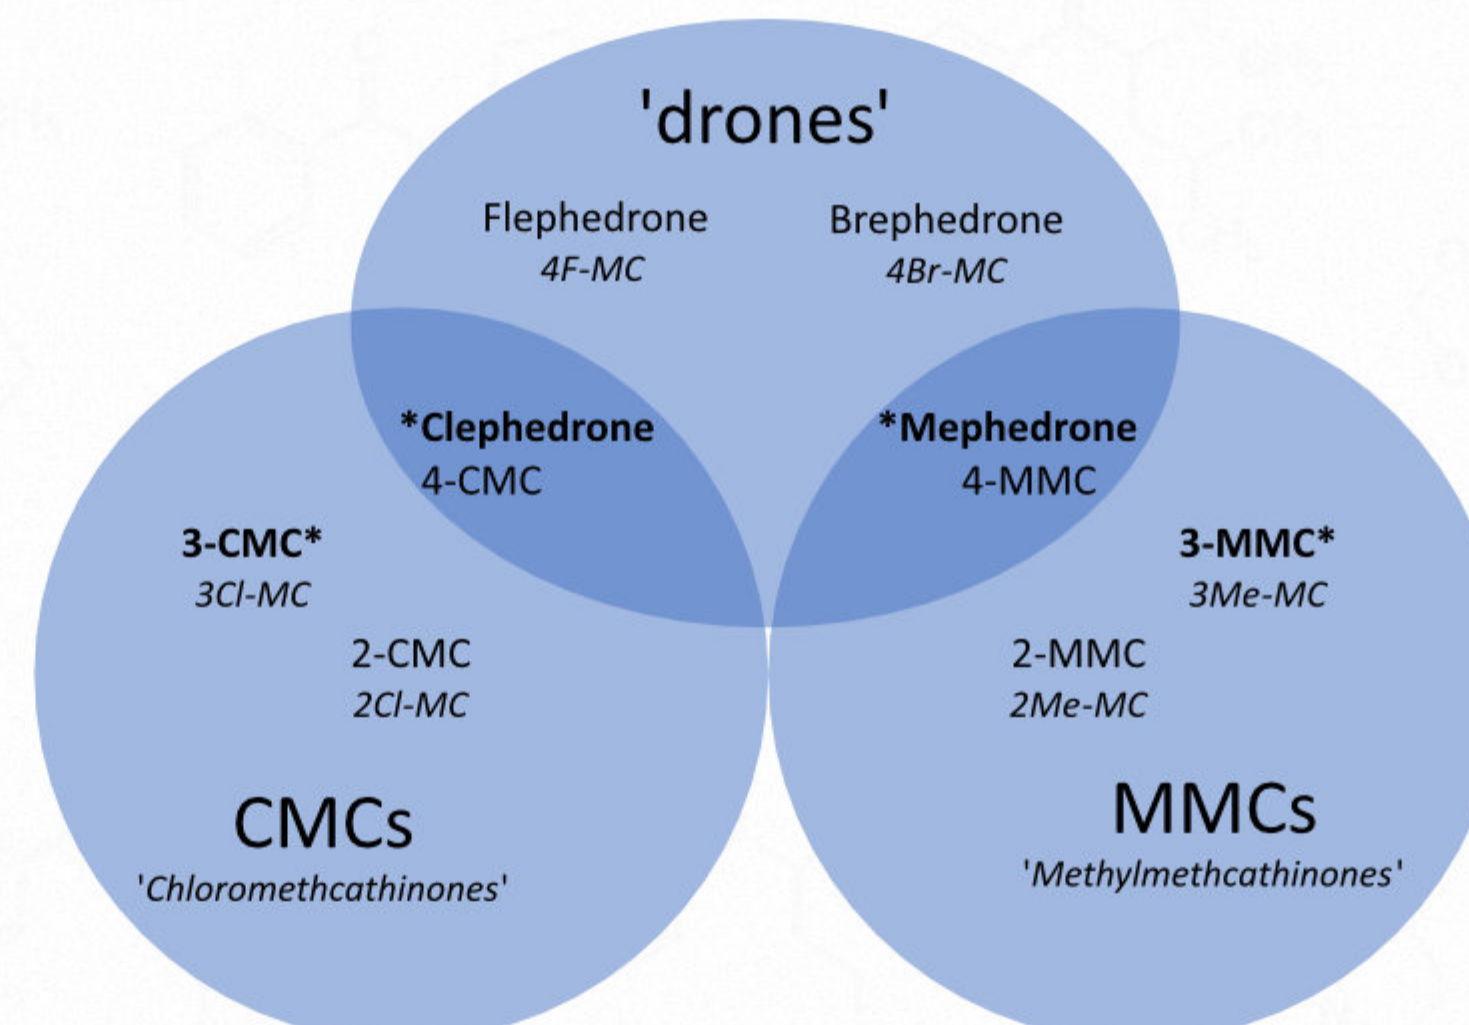 'drones'
Flephedrone
4F-MC
Brephedrone
4Br-MC
*Clephedrone
4-CMC
*Mephedrone
4-MMC
3-CMC*
3Cl-MC
3-MMC*
3Me-MC
2-CMC
2Cl-MC
2-MMC
2Me-MC
CMCs
'Chloromethcathinones'
MMCs
'Methylmethcathinones'